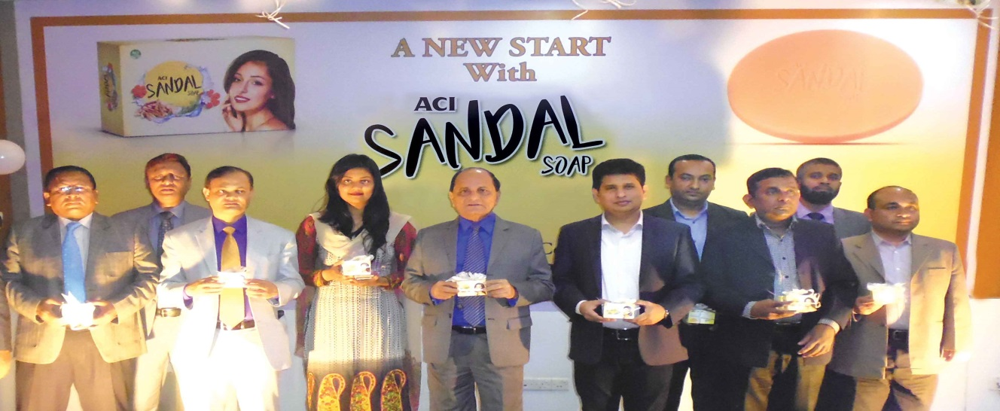 A NEW START
With
ACI
SANDAL
SOAP
ACI
SANDAL
SOAP
SANDAL